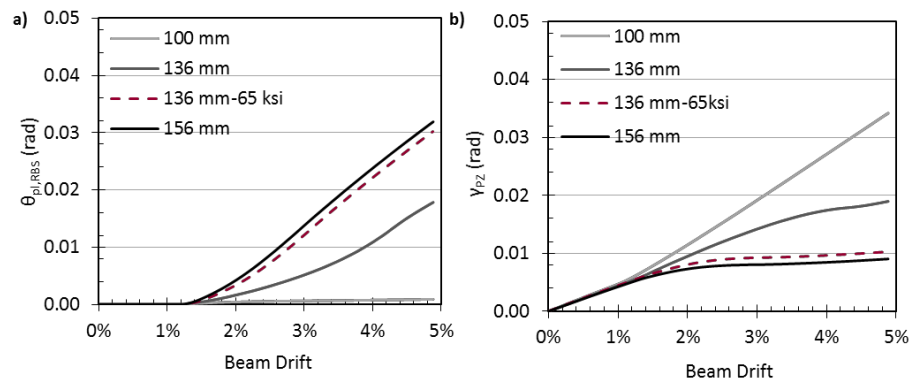 a)
0.05
0.04
0.03
0.02
0.01
0.00
θpl,RBS (rad)
100 mm
136 mm
136 mm-65 ksi
156 mm
0% 1% 2% 3% 4% 5%
Beam Drift
b)
0.05
0.04
0.03
0.02
0.01
0.00
γPZ (rad)
100 mm
136 mm
136 mm-65ksi
156 mm
0% 1% 2% 3% 4% 5%
Beam Drift